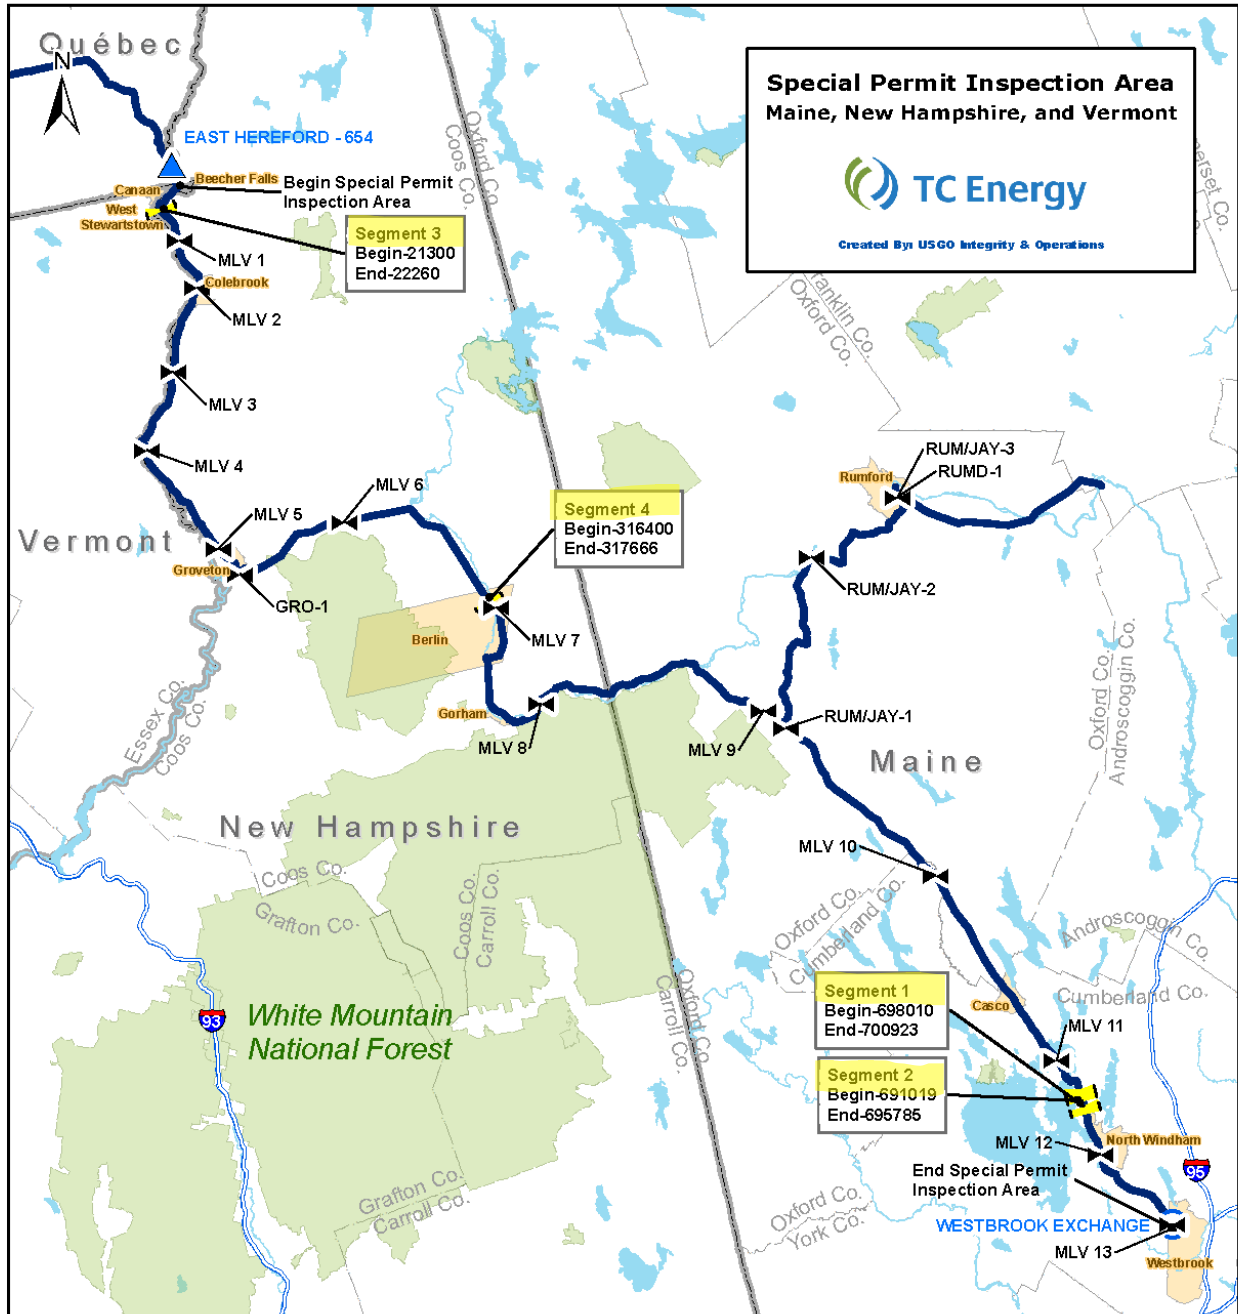 Québec
N
Special Permit Inspection Area
Maine, New Hampshire, and Vermont
TC Energy
Created By: USGO Integrity & Operations
EAST HEREFORD - 654
Beecher Falls
Canaan
West
Stewartstown
Begin Special Permit
Inspection Area
Segment 3
Begin-21300
End-22260
MLV 1
Colebrook
MLV 2
MLV 3
MLV 4
Oxford Co.
Coos Co.
Franklin Co.
Oxford Co.
RUM/JAY-3
RUMD-1
Rumford
MLV 6
Segment 4
Begin-316400
End-317666
MLV 5
Vermont
Groveton
GRO-1
RUM/JAY-2
Berlin
MLV 7
Oxford Co.
Androscoggin Co.
Essex Co.
Coos Co.
Gorham
MLV 8
MLV 9
RUM/JAY-1
Maine
New Hampshire
MLV 10
Coos Co.
Grafton Co.
Coos Co.
Carroll Co.
Oxford Co.
Cumberland Co.
Androscoggin Co.
Cumberland Co.
Oxford Co.
Carroll Co.
Segment 1
Begin-698010
End-700923
Casco
MLV 11
93
White Mountain
National Forest
Segment 2
Begin-691019
End-695785
MLV 12
North Windham
End Special Permit
Inspection Area
95
Grafton Co.
Carroll Co.
Oxford Co.
York Co.
WESTBROOK EXCHANGE
MLV 13
Westbrook